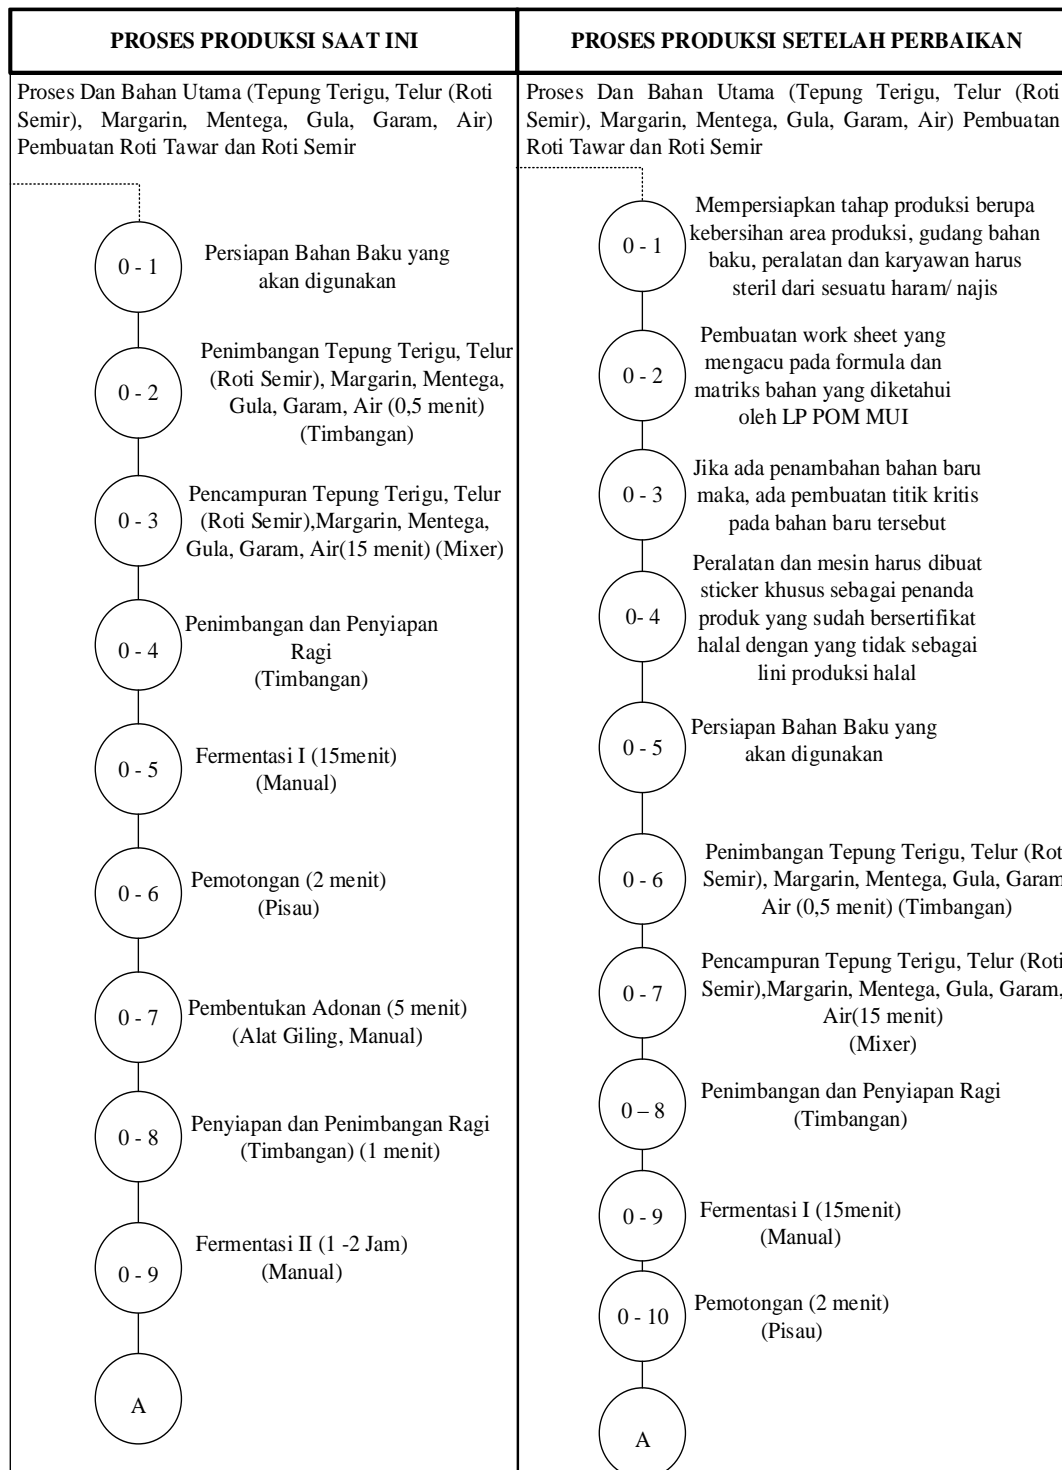 PROSES PRODUKSI SAAT INI
Proses Dan Bahan Utama (Tepung Terigu, Telur (Roti
Semir), Margarin, Mentega, Gula, Garam, Air)
Pembuatan Roti Tawar dan Roti Semir
0 - 1
Persiapan Bahan Baku yang
akan digunakan
0 - 2
Penimbangan Tepung Terigu, Telur
(Roti Semir), Margarin, Mentega,
Gula, Garam, Air (0,5 menit)
(Timbangan)
0 - 3
Pencampuran Tepung Terigu, Telur
(Roti Semir),Margarin, Mentega,
Gula, Garam, Air(15 menit) (Mixer)
0 - 4
Penimbangan dan Penyiapan
Ragi
(Timbangan)
0 - 5
Fermentasi I (15menit)
(Manual)
0 - 6
Pemotongan (2 menit)
(Pisau)
0 - 7
Pembentukan Adonan (5 menit)
(Alat Giling, Manual)
0 - 8
Penyiapan dan Penimbangan Ragi
(Timbangan) (1 menit)
0 - 9
Fermentasi II (1 -2 Jam)
(Manual)
A
PROSES PRODUKSI SETELAH PERBAIKAN
Proses Dan Bahan Utama (Tepung Terigu, Telur (Roti
Semir), Margarin, Mentega, Gula, Garam, Air) Pembuatan
Roti Tawar dan Roti Semir
0 - 1
Mempersiapkan tahap produksi berupa
kebersihan area produksi, gudang bahan
baku, peralatan dan karyawan harus
steril dari sesuatu haram/ najis
0 - 2
Pembuatan work sheet yang
mengacu pada formula dan
matriks bahan yang diketahui
oleh LP POM MUI
0 - 3
Jika ada penambahan bahan baru
maka, ada pembuatan titik kritis
pada bahan baru tersebut
0- 4
Peralatan dan mesin harus dibuat
sticker khusus sebagai penanda
produk yang sudah bersertifikat
halal dengan yang tidak sebagai
lini produksi halal
0 - 5
Persiapan Bahan Baku yang
akan digunakan
0 - 6
Penimbangan Tepung Terigu, Telur (Rot
Semir), Margarin, Mentega, Gula, Garam
Air (0,5 menit) (Timbangan)
0 - 7
Pencampuran Tepung Terigu, Telur (Roti
Semir),Margarin, Mentega, Gula, Garam,
Air(15 menit)
(Mixer)
0 – 8
Penimbangan dan Penyiapan Ragi
(Timbangan)
0 - 9
Fermentasi I (15menit)
(Manual)
0 - 10
Pemotongan (2 menit)
(Pisau)
A